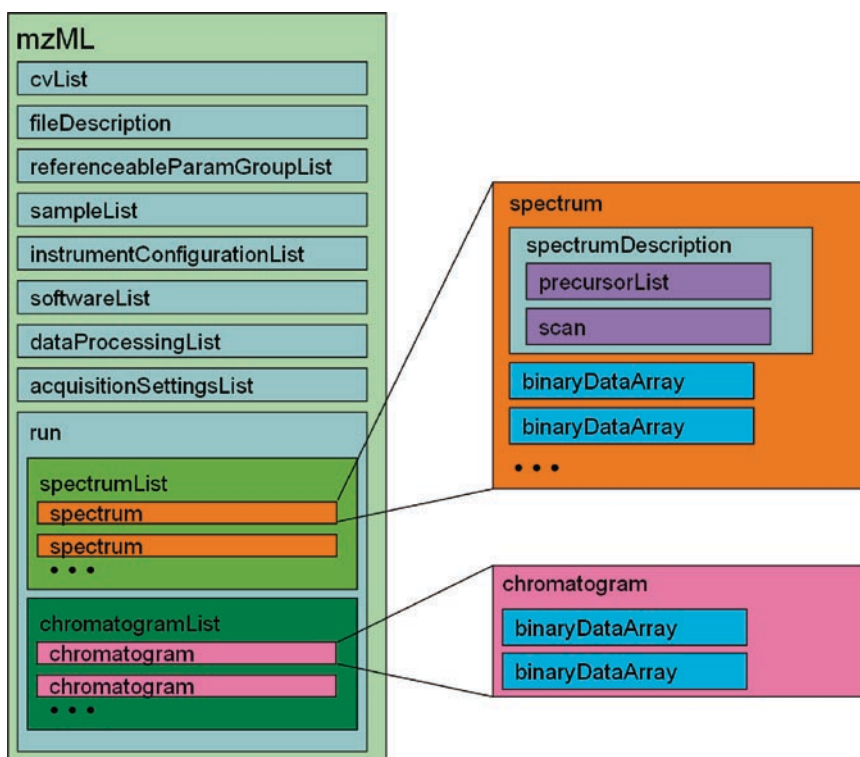 mzML
cvList
fileDescription
referenceableParamGroupList
sampleList
instrumentConfigurationList
softwareList
dataProcessingList
acquisitionSettingsList
run
spectrumList
spectrum
spectrum
• • •
chromatogramList
chromatogram
chromatogram
• • •
spectrum
spectrumDescription
precursorList
scan
binaryDataArray
binaryDataArray
• • •
chromatogram
binaryDataArray
binaryDataArray